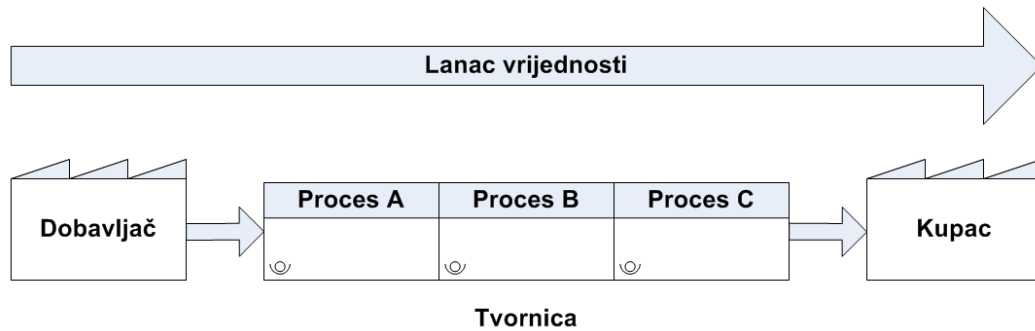 Lanac vrijednosti
Dobavljač
Proces A
Proces B
Proces C
Kupac
Tvornica